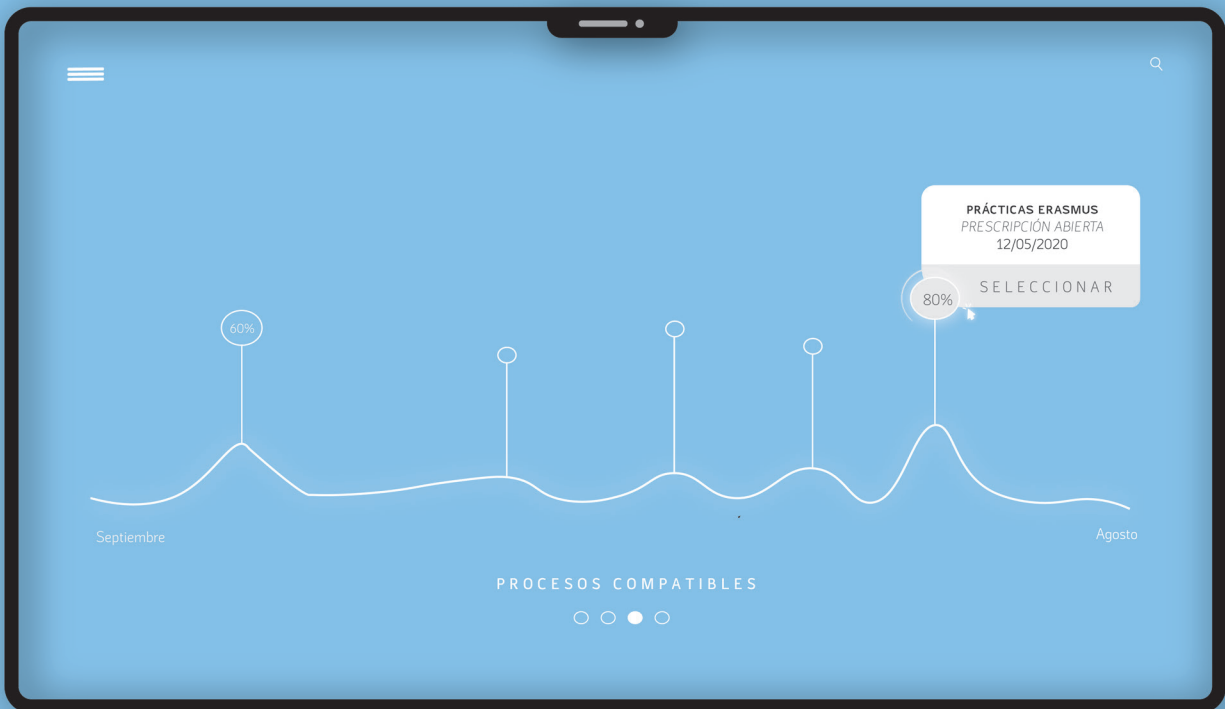 PRÁCTICAS ERASMUS
PRESCRIPCIÓN ABIERTA
12/05/2020
SELECCIONAR
80%
60%
Septiembre
Agosto
PROCESOS COMPATIBLES